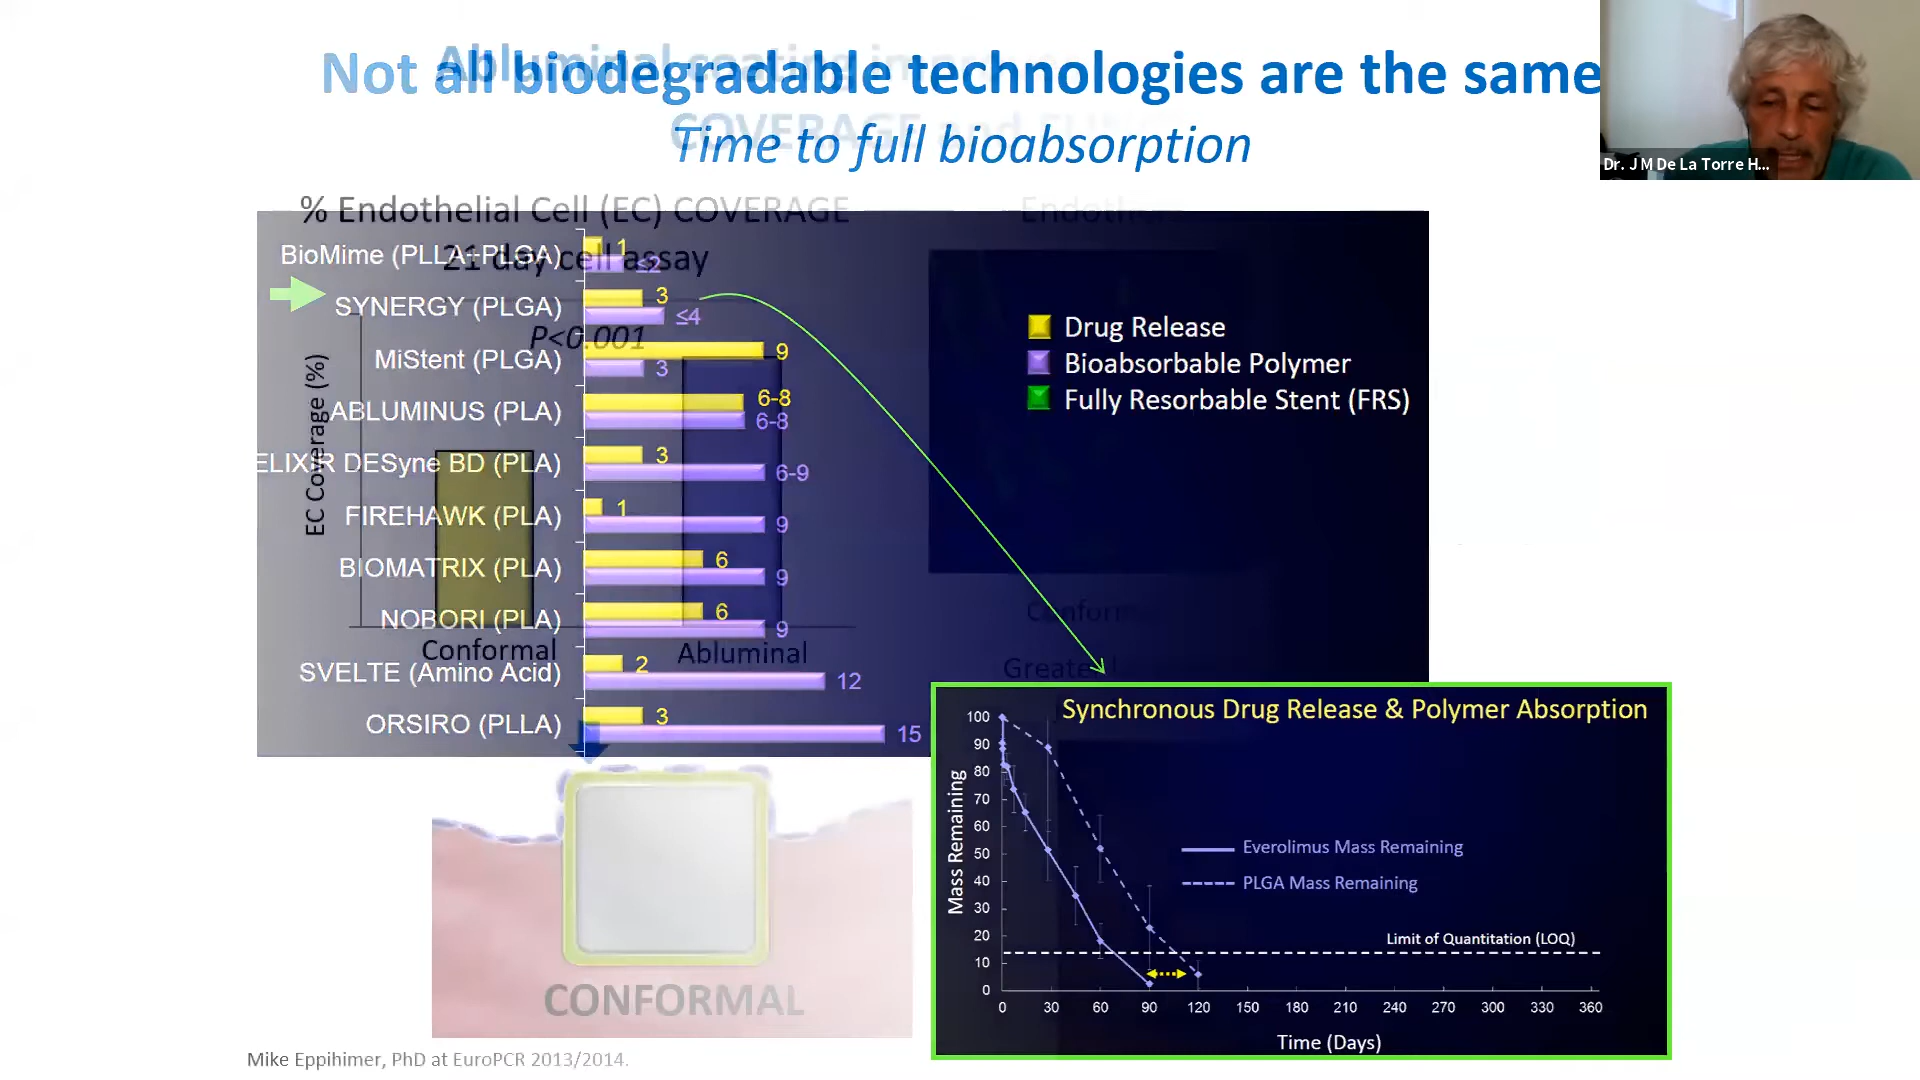 Not all biodegradable technologies are the same
Time to full bioabsorption
Abluminal coating
COVERAGE and
Dr. J M De La Torre H...
% Endothelial Cell (EC) COVERAGE
21 day cell assay
P<0.001
EC Coverage (%)
Conformal
Abluminal
BioMime (PLLA+PLGA)
1
≤2
SYNERGY (PLGA)
3
≤4
MiStent (PLGA)
9
3
ABLUMINUS (PLA)
6-8
6-8
ELIXIR DESyne BD (PLA)
3
6-9
FIREHAWK (PLA)
1
9
BIOMATRIX (PLA)
6
9
NOBORI (PLA)
6
9
SVELTE (Amino Acid)
2
12
ORSIRO (PLLA)
3
15
Drug Release
Bioabsorbable Polymer
Fully Resorbable Stent (FRS)
Synchronous Drug Release & Polymer Absorption
Mass Remaining
100
90
80
70
60
50
40
30
20
10
0
Everolimus Mass Remaining
PLGA Mass Remaining
Limit of Quantitation (LOQ)
0 30 60 90 120 150 180 210 240 270 300 330 360
Time (Days)
CONFORMAL
Mike Eppihimer, PhD at EuroPCR 2013/2014.